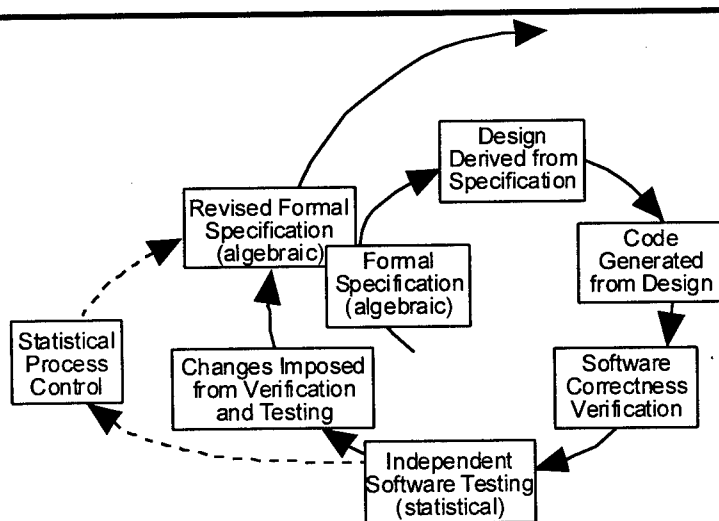 Design
Derived from
Specification
Revised Formal
Specification
(algebraic)
Formal
Specification
(algebraic)
Code
Generated
from Design
Statistical
Process
Control
Changes Imposed
from Verification
and Testing
Software
Correctness
Verification
Independent
Software Testing
(statistical)